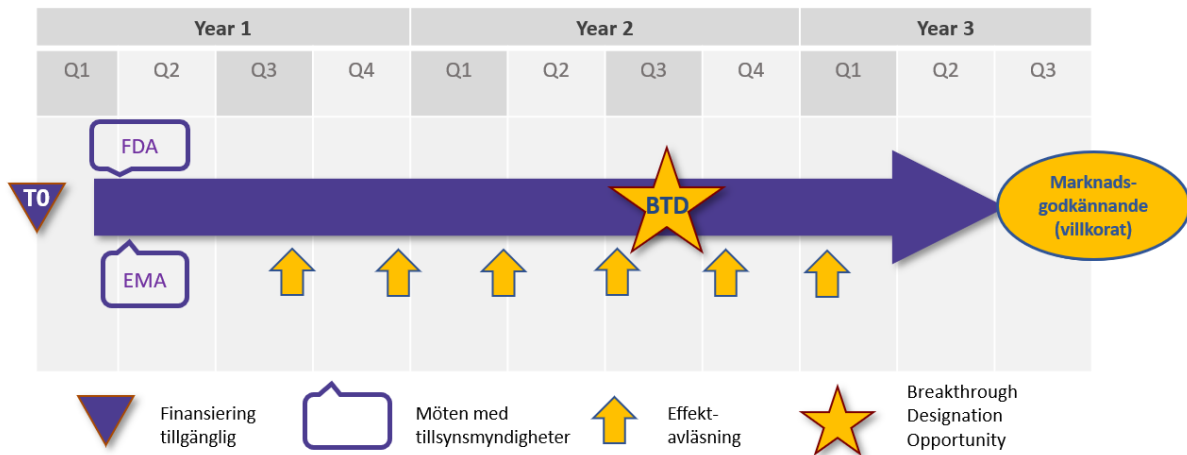 Year 1 Year 2 Year 3
Q1 Q2 Q3 Q4 Q1 Q2 Q3 Q4 Q1 Q2 Q3
FDA
T0
BTD
Marknads-
godkännande
(villkorat)
EMA
Finansiering
tillgänglig
Möten med
tillsynsmyndigheter
Effekt-
avläsning
Breakthrough
Designation
Opportunity